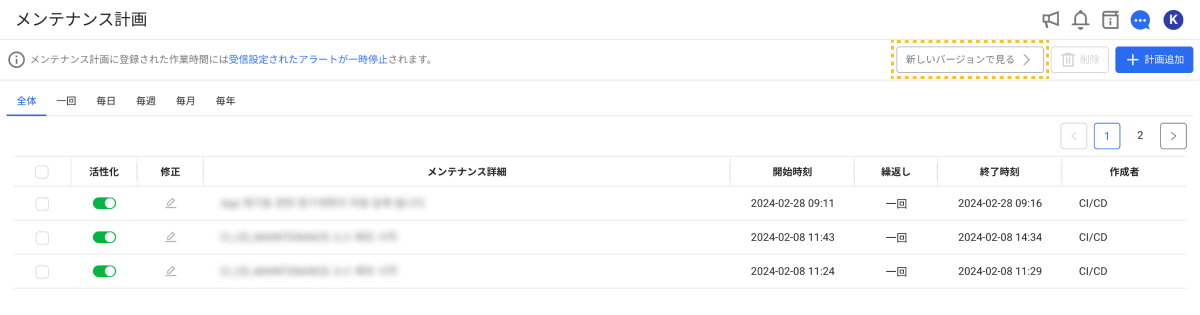 メンテナンス計画
K
メンテナンス計画に登録された作業時間には受信設定されたアラートが一時停止されます。
新しいバージョンで見る
削除
計画追加
全体 一回 毎日 毎週 毎月 毎年
1 2
活性化 修正 メンテナンス詳細 開始時刻 繰返し 終了時刻 作成者
2024-02-28 09:11 一回 2024-02-28 09:16 CI/CD
2024-02-08 11:43 一回 2024-02-08 14:34 CI/CD
2024-02-08 11:24 一回 2024-02-08 11:29 CI/CD